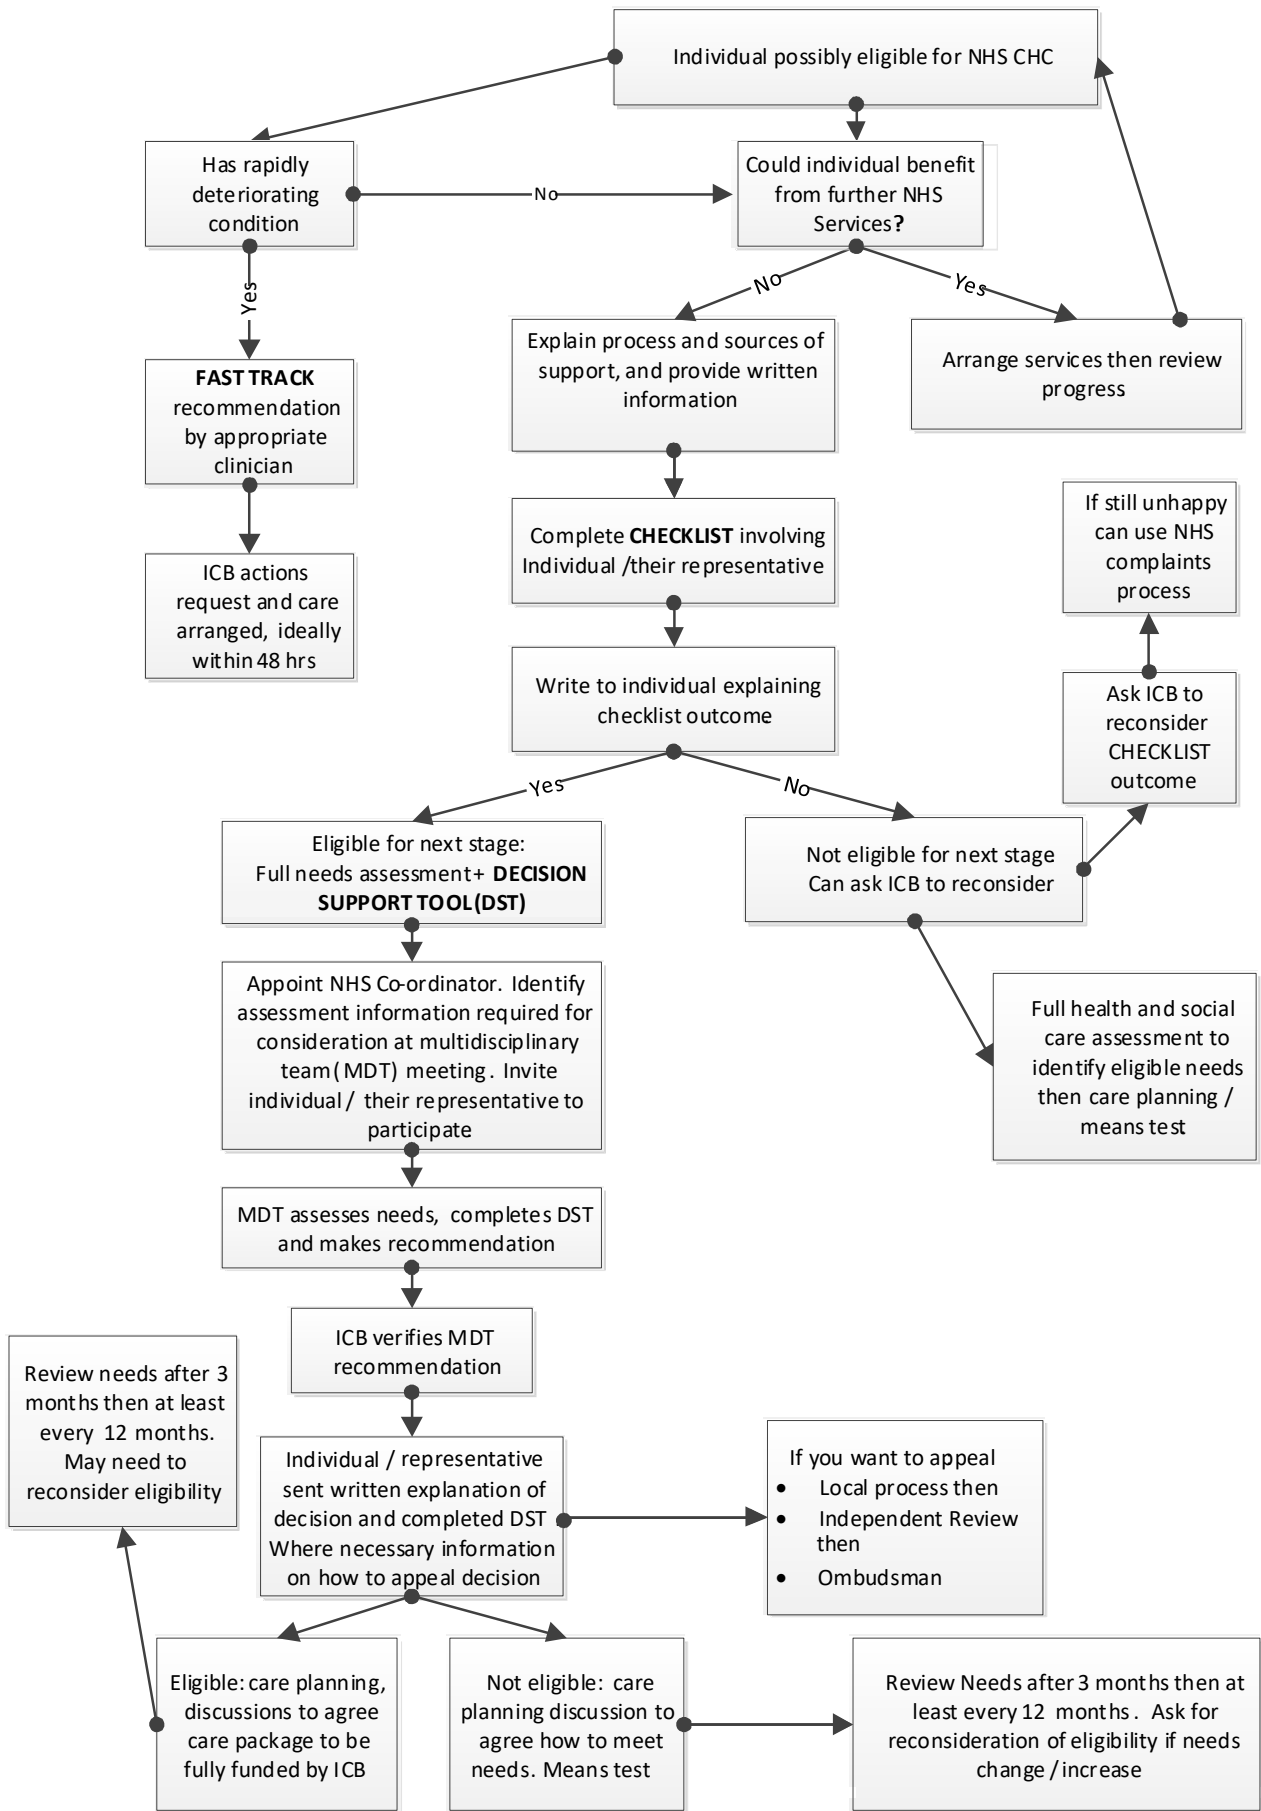 Individual possibly eligible for NHS CHC
Has rapidly
deteriorating
condition
No
Could individual benefit
from further NHS
Services?
Yes
No
Yes
FAST TRACK
recommendation
by appropriate
clinician
Explain process and sources of
support, and provide written
information
Arrange services then review
progress
ICB actions
request and care
arranged, ideally
within 48 hrs
Complete CHECKLIST involving
Individual /their representative
If still unhappy
can use NHS
complaints
process
Write to individual explaining
checklist outcome
Ask ICB to
reconsider
CHECKLIST
outcome
Yes
No
Eligible for next stage:
Full needs assessment+ DECISION
SUPPORT TOOL(DST)
Not eligible for next stage
Can ask ICB to reconsider
Appoint NHS Co-ordinator. Identify
assessment information required for
consideration at multidisciplinary
team( MDT) meeting. Invite
individual / their representative to
participate
Full health and social
care assessment to
identify eligible needs
then care planning /
means test
MDT assesses needs, completes DST
and makes recommendation
ICB verifies MDT
recommendation
Review needs after 3
months then at least
every 12 months.
May need to
reconsider eligibility
Individual / representative
sent written explanation of
decision and completed DST
Where necessary information
on how to appeal decision
If you want to appeal
• Local process then
• Independent Review
then
• Ombudsman
Eligible: care planning,
discussions to agree
care package to be
fully funded by ICB
Not eligible: care
planning discussion to
agree how to meet
needs. Means test
Review Needs after 3 months then at
least every 12 months. Ask for
reconsideration of eligibility if needs
change /increase